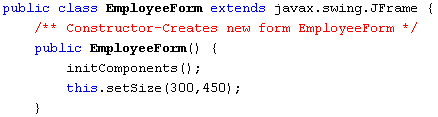 public class EmployeeForm extends javax.swing.JFrame {
    /** Constructor-Creates new form EmployeeForm */
    public EmployeeForm() {
        initComponents();
        this.setSize(300,450);
    }